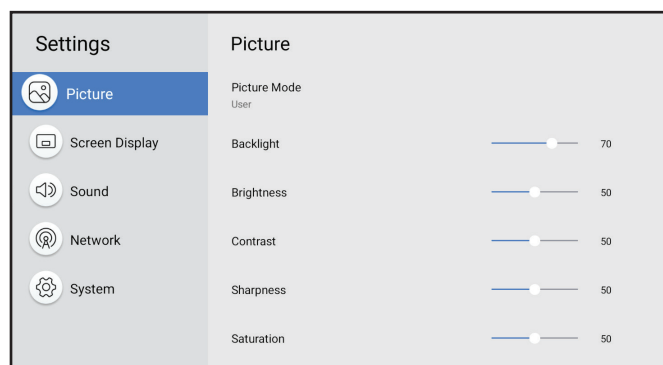 Settings
Picture
Screen Display
Sound
Network
System
Picture
Picture Mode
User
Backlight 70
Brightness 50
Contrast 50
Sharpness 50
Saturation 50